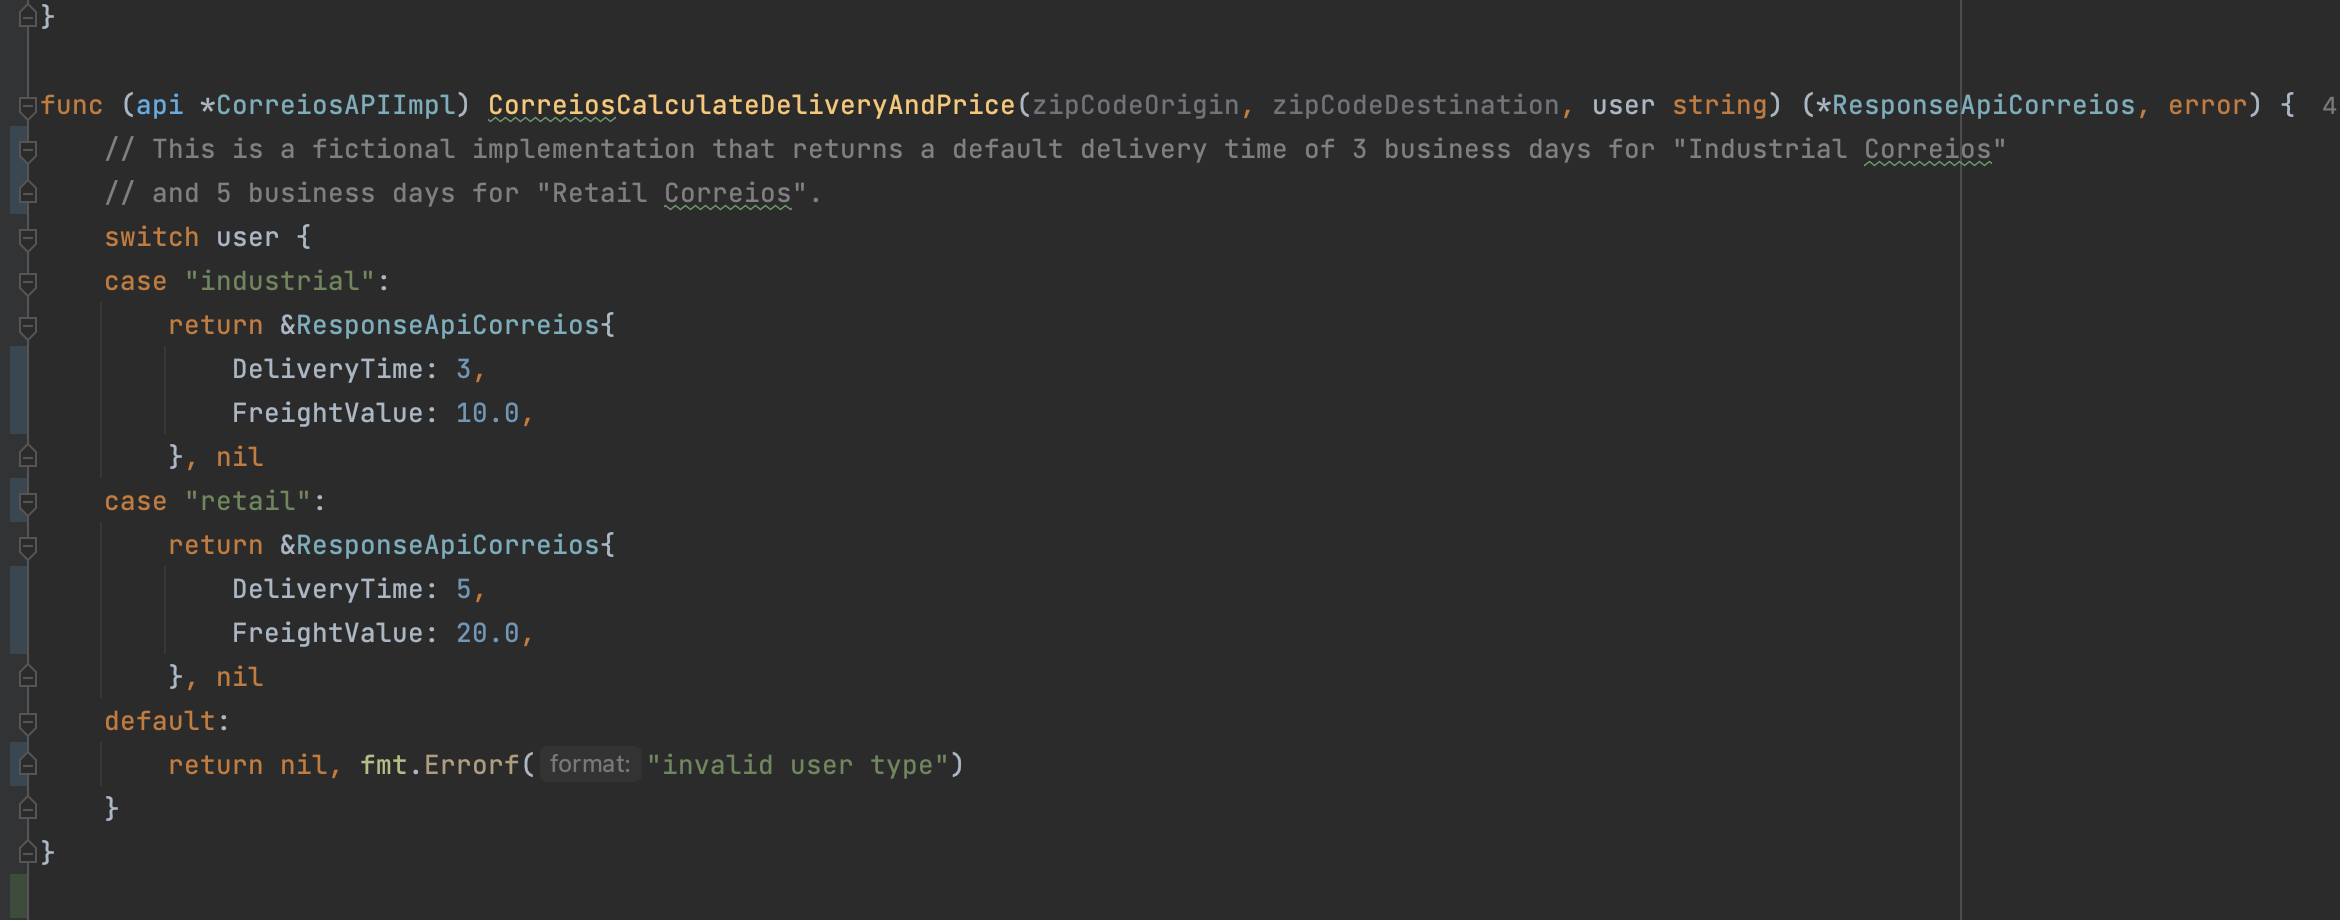 }
func (api *CorreiosAPIImpl) CorreiosCalculateDeliveryAndPrice(zipCodeOrigin, zipCodeDestination, user string) (*ResponseApiCorreios, error) { 4
// This is a fictional implementation that returns a default delivery time of 3 business days for "Industrial Correios"
// and 5 business days for "Retail Correios".
switch user {
case "industrial":
return &ResponseApiCorreios{
DeliveryTime: 3,
FreightValue: 10.0,
}, nil
case "retail":
return &ResponseApiCorreios{
DeliveryTime: 5,
FreightValue: 20.0,
}, nil
default:
return nil, fmt.Errorf( format: "invalid user type")
}
}